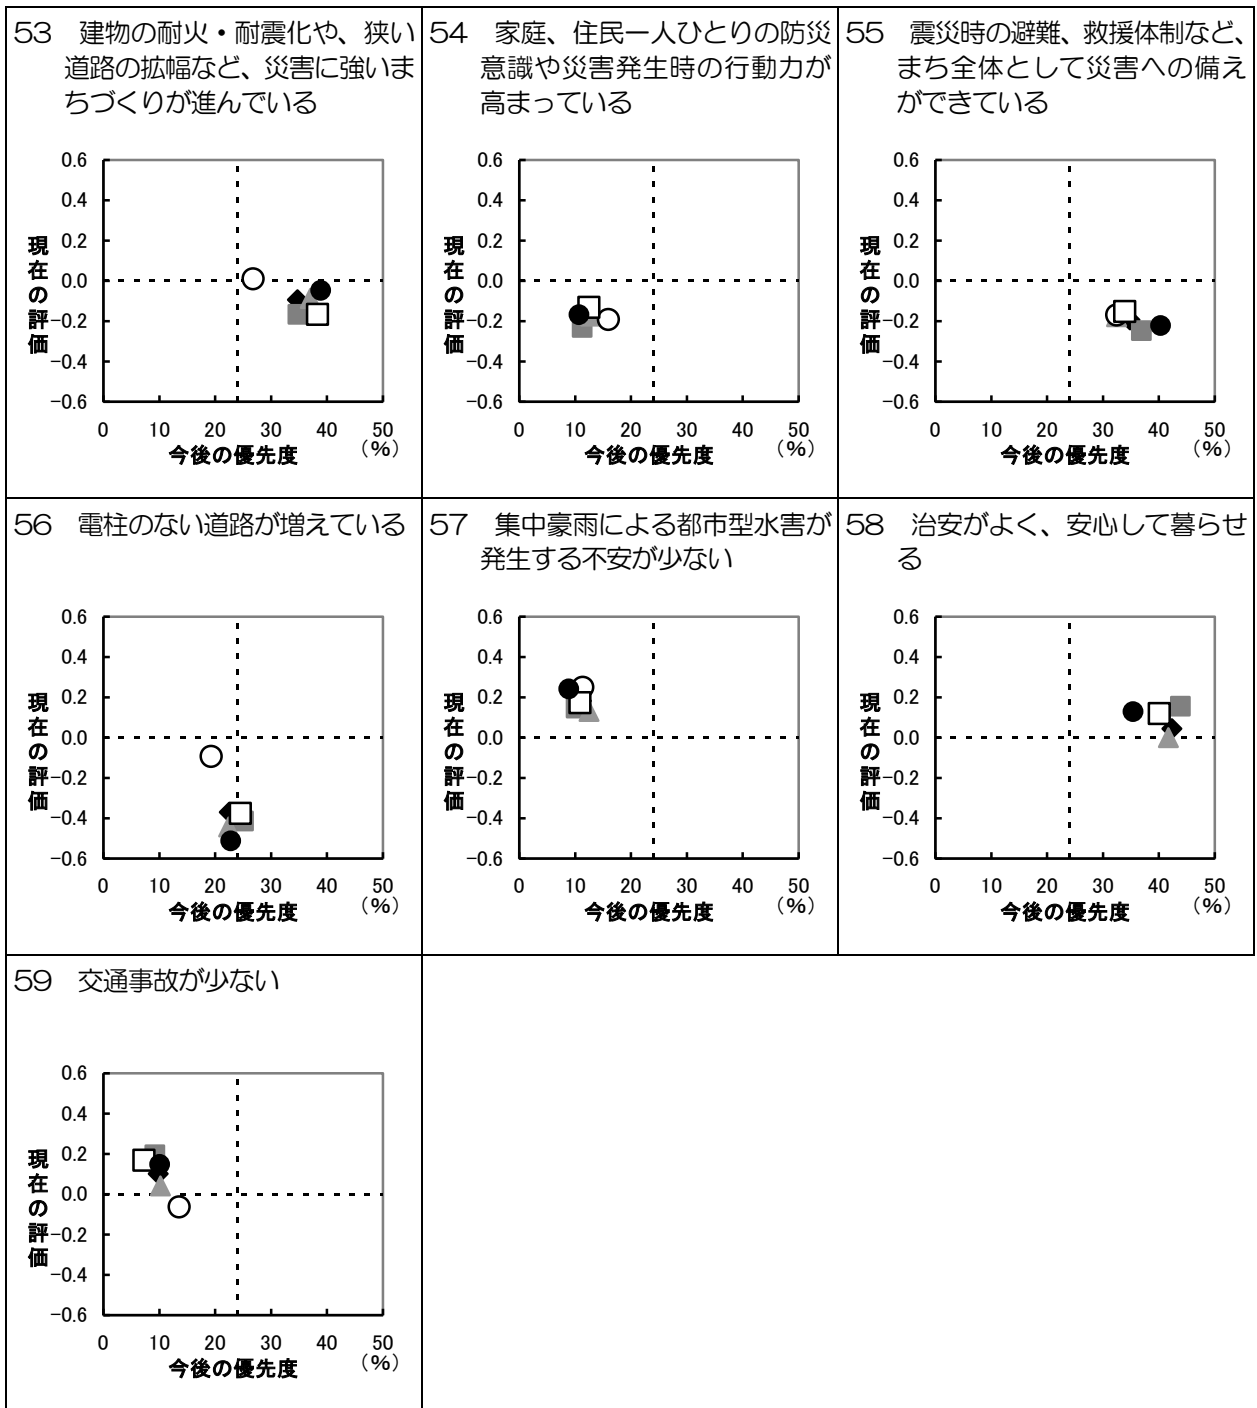 53　建物の耐火・耐震化や、狭い
道路の拡幅など、災害に強いま
ちづくりが進んでいる
0.6
0.4
0.2
0.0
−0.2
−0.4
−0.6
現在の評価
0 10 20 30 40 50
今後の優先度 （%）
54　家庭、住民一人ひとりの防災
意識や災害発生時の行動力が
高まっている
0.6
0.4
0.2
0.0
−0.2
−0.4
−0.6
現在の評価
0 10 20 30 40 50
今後の優先度 （%）
55　震災時の避難、救援体制など、
まち全体として災害への備え
ができている
0.6
0.4
0.2
0.0
−0.2
−0.4
−0.6
現在の評価
0 10 20 30 40 50
今後の優先度 （%）
56　電柱のない道路が増えている
0.6
0.4
0.2
0.0
−0.2
−0.4
−0.6
現在の評価
0 10 20 30 40 50
今後の優先度 （%）
57　集中豪雨による都市型水害が
発生する不安が少ない
0.6
0.4
0.2
0.0
−0.2
−0.4
−0.6
現在の評価
0 10 20 30 40 50
今後の優先度 （%）
58　治安がよく、安心して暮らせ
る
0.6
0.4
0.2
0.0
−0.2
−0.4
−0.6
現在の評価
0 10 20 30 40 50
今後の優先度 （%）
59　交通事故が少ない
0.6
0.4
0.2
0.0
−0.2
−0.4
−0.6
現在の評価
0 10 20 30 40 50
今後の優先度 （%）